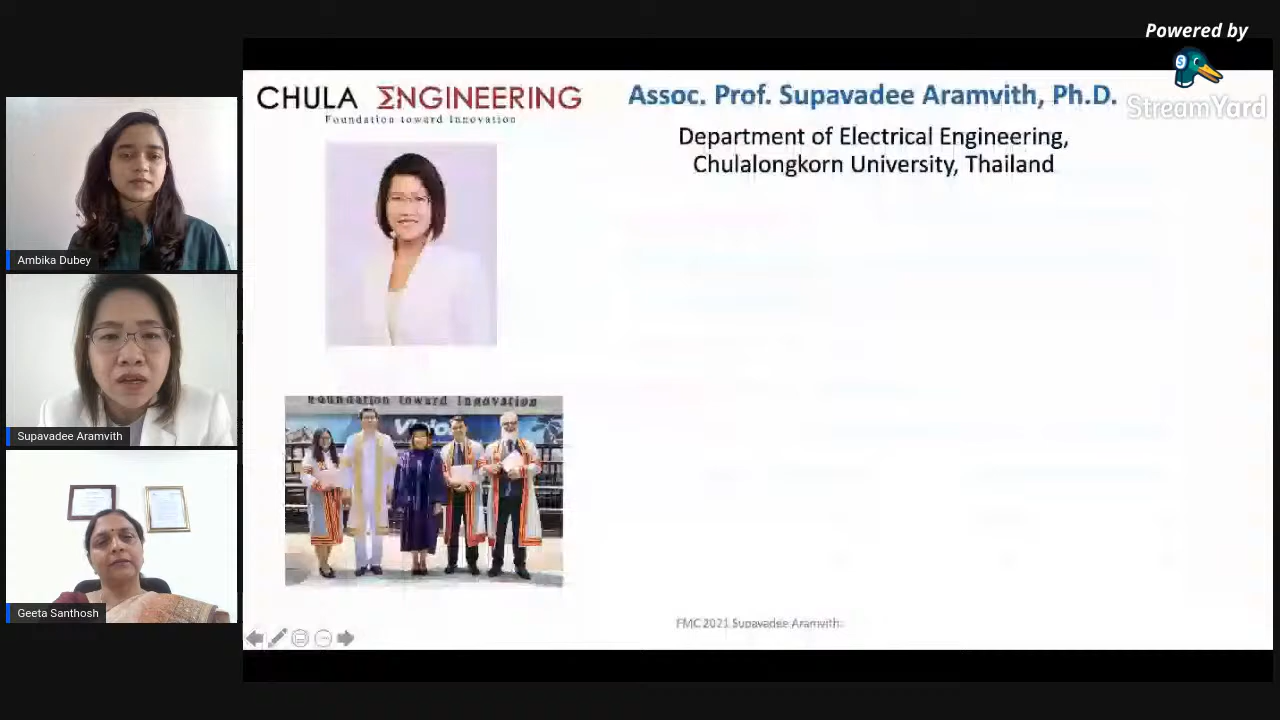 Powered by
StreamYard
CHULA ΣNGINEERING
Foundation toward Innovation
Assoc. Prof. Supavadee Aramvith, Ph.D.
Department of Electrical Engineering,
Chulalongkorn University, Thailand
Ambika Dubey
Supavadee Aramvith
Geeta Santhosh
Foundation toward Innovation
FMC 2021 Supavadee Aramvith